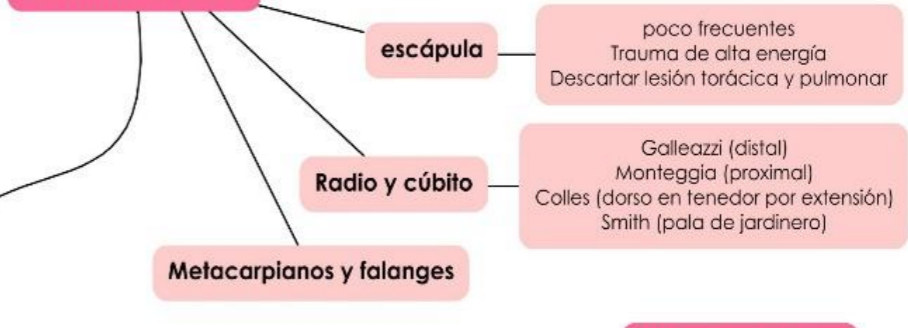 escápula
poco frecuentes
Trauma de alta energía
Descartar lesión torácica y pulmonar
Radio y cúbito
Galleazzi (distal)
Monteggia (proximal)
Colles (dorso en tenedor por extensión)
Smith (pala de jardinero)
Metacarpianos y falanges